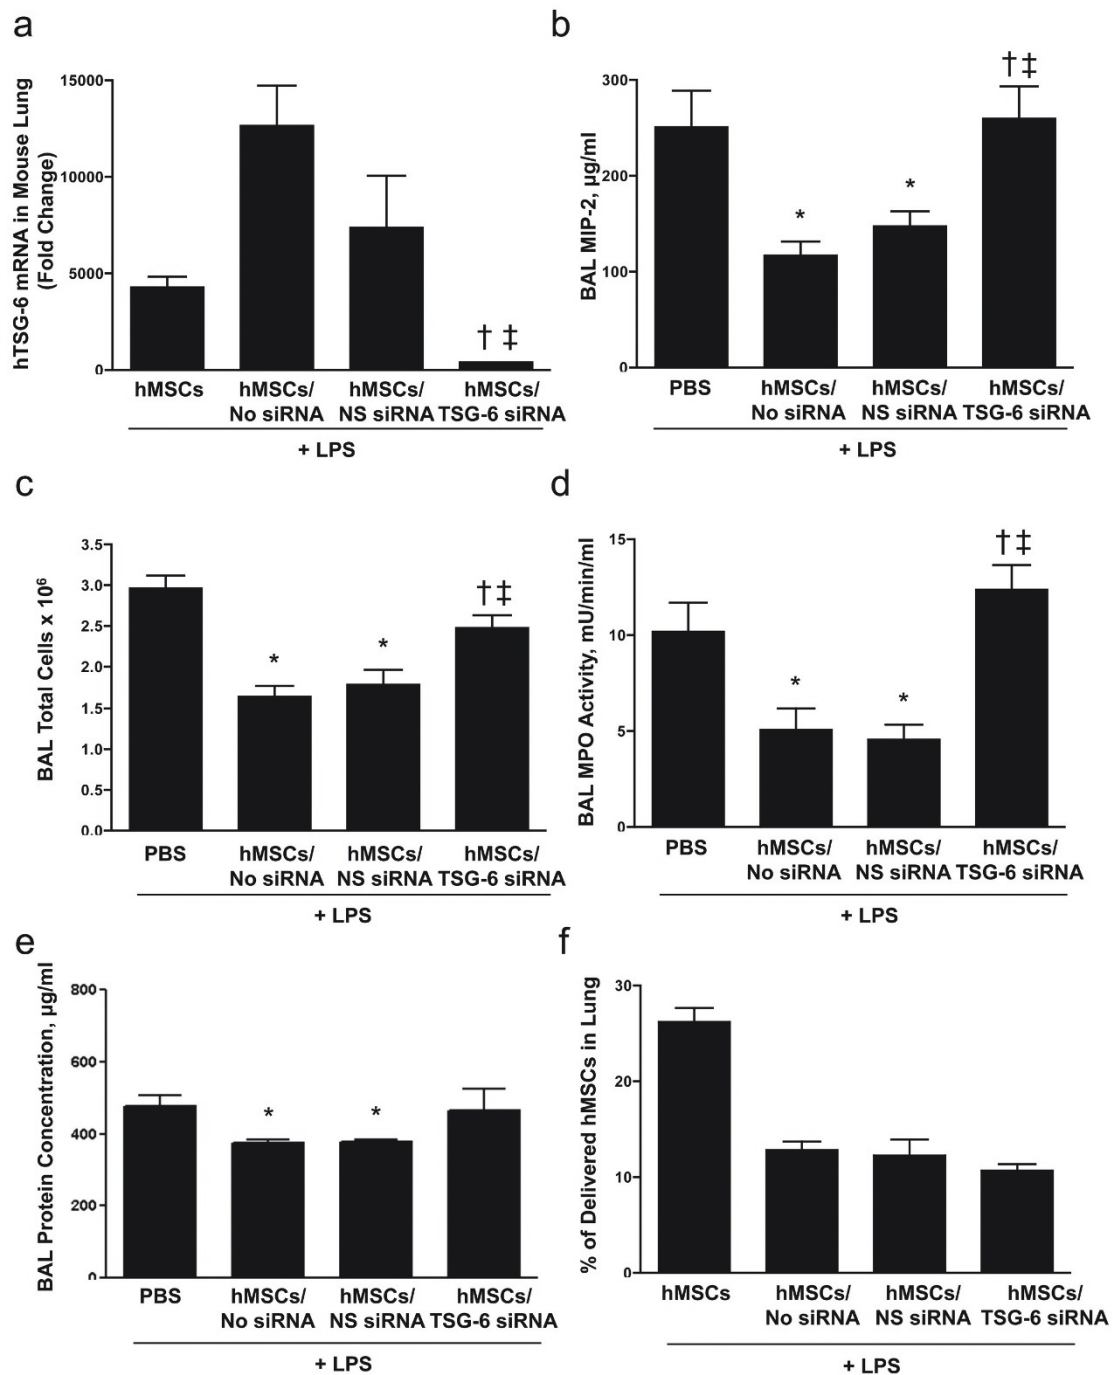 a
hTSG-6 mRNA in Mouse Lung
(Fold Change)
15000
10000
5000
0
† ‡
hMSCs
hMSCs/
No siRNA
hMSCs/
NS siRNA
hMSCs/
TSG-6 siRNA
+ LPS
b
BAL MIP-2, µg/ml
300
200
100
0
*
*
†‡
PBS
hMSCs/
No siRNA
hMSCs/
NS siRNA
hMSCs/
TSG-6 siRNA
+ LPS
c
BAL Total Cells x 10⁶
3.5
3.0
2.5
2.0
1.5
1.0
0.5
0.0
*
*
†‡
PBS
hMSCs/
No siRNA
hMSCs/
NS siRNA
hMSCs/
TSG-6 siRNA
+ LPS
d
BAL MPO Activity, mU/min/ml
15
10
5
0
*
*
†‡
PBS
hMSCs/
No siRNA
hMSCs/
NS siRNA
hMSCs/
TSG-6 siRNA
+ LPS
e
BAL Protein Concentration, µg/ml
800
600
400
200
0
*
*
PBS
hMSCs/
No siRNA
hMSCs/
NS siRNA
hMSCs/
TSG-6 siRNA
+ LPS
f
% of Delivered hMSCs in Lung
30
20
10
0
hMSCs
hMSCs/
No siRNA
hMSCs/
NS siRNA
hMSCs/
TSG-6 siRNA
+ LPS